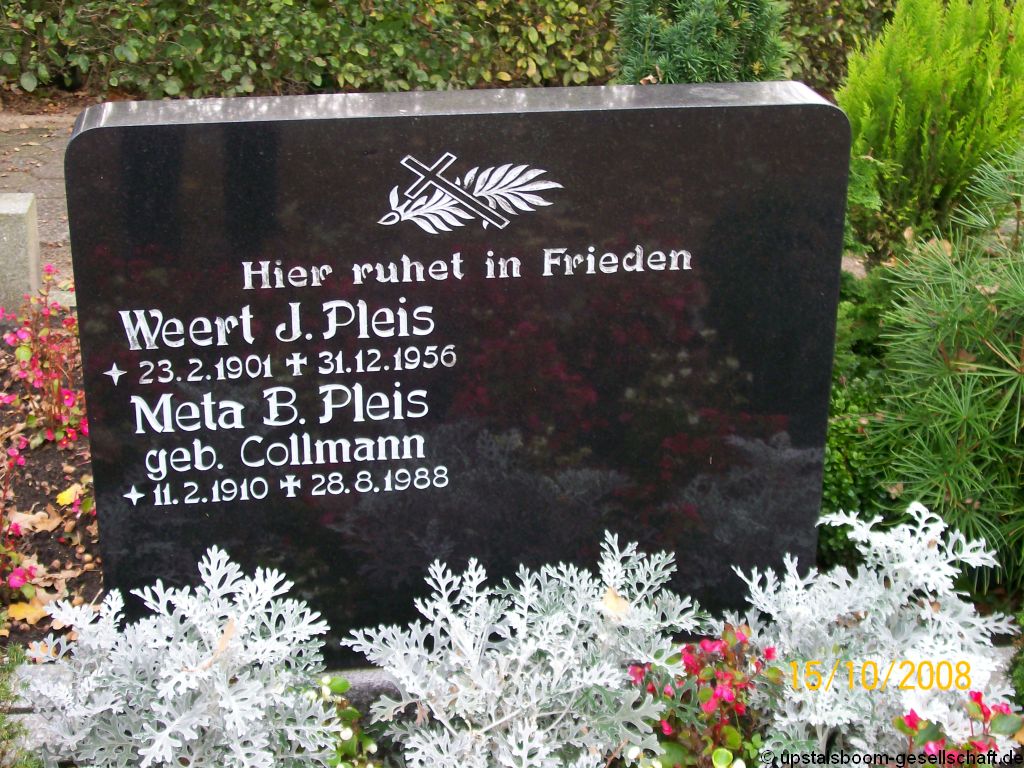 Hier ruhet in Frieden
Weert J. Pleis
✦ 23.2.1901 ✝ 31.12.1956
Meta B. Pleis
geb. Collmann
✦ 11.2.1910 ✝ 28.8.1988
15/10/2008
© upstalsboom-gesellschaft.de